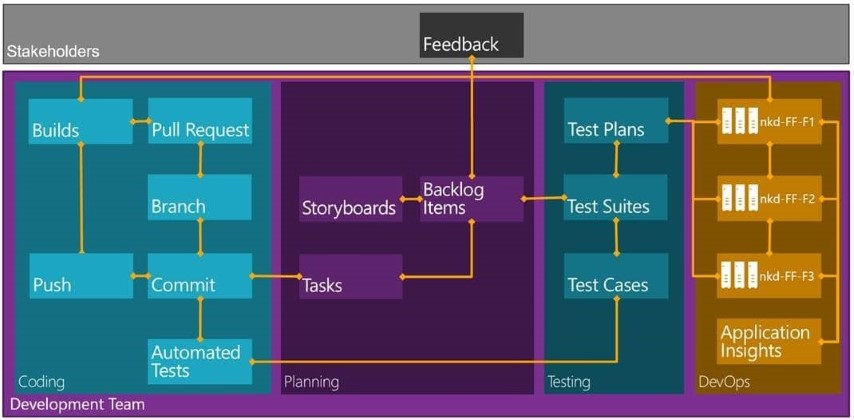 Stakeholders
Feedback
Builds
Pull Request
Branch
Push
Commit
Automated
Tests
Coding
Storyboards
Backlog
Items
Tasks
Planning
Test Plans
Test Suites
Test Cases
Testing
nkd-FF-F1
nkd-FF-F2
nkd-FF-F3
Application
Insights
DevOps
Development Team